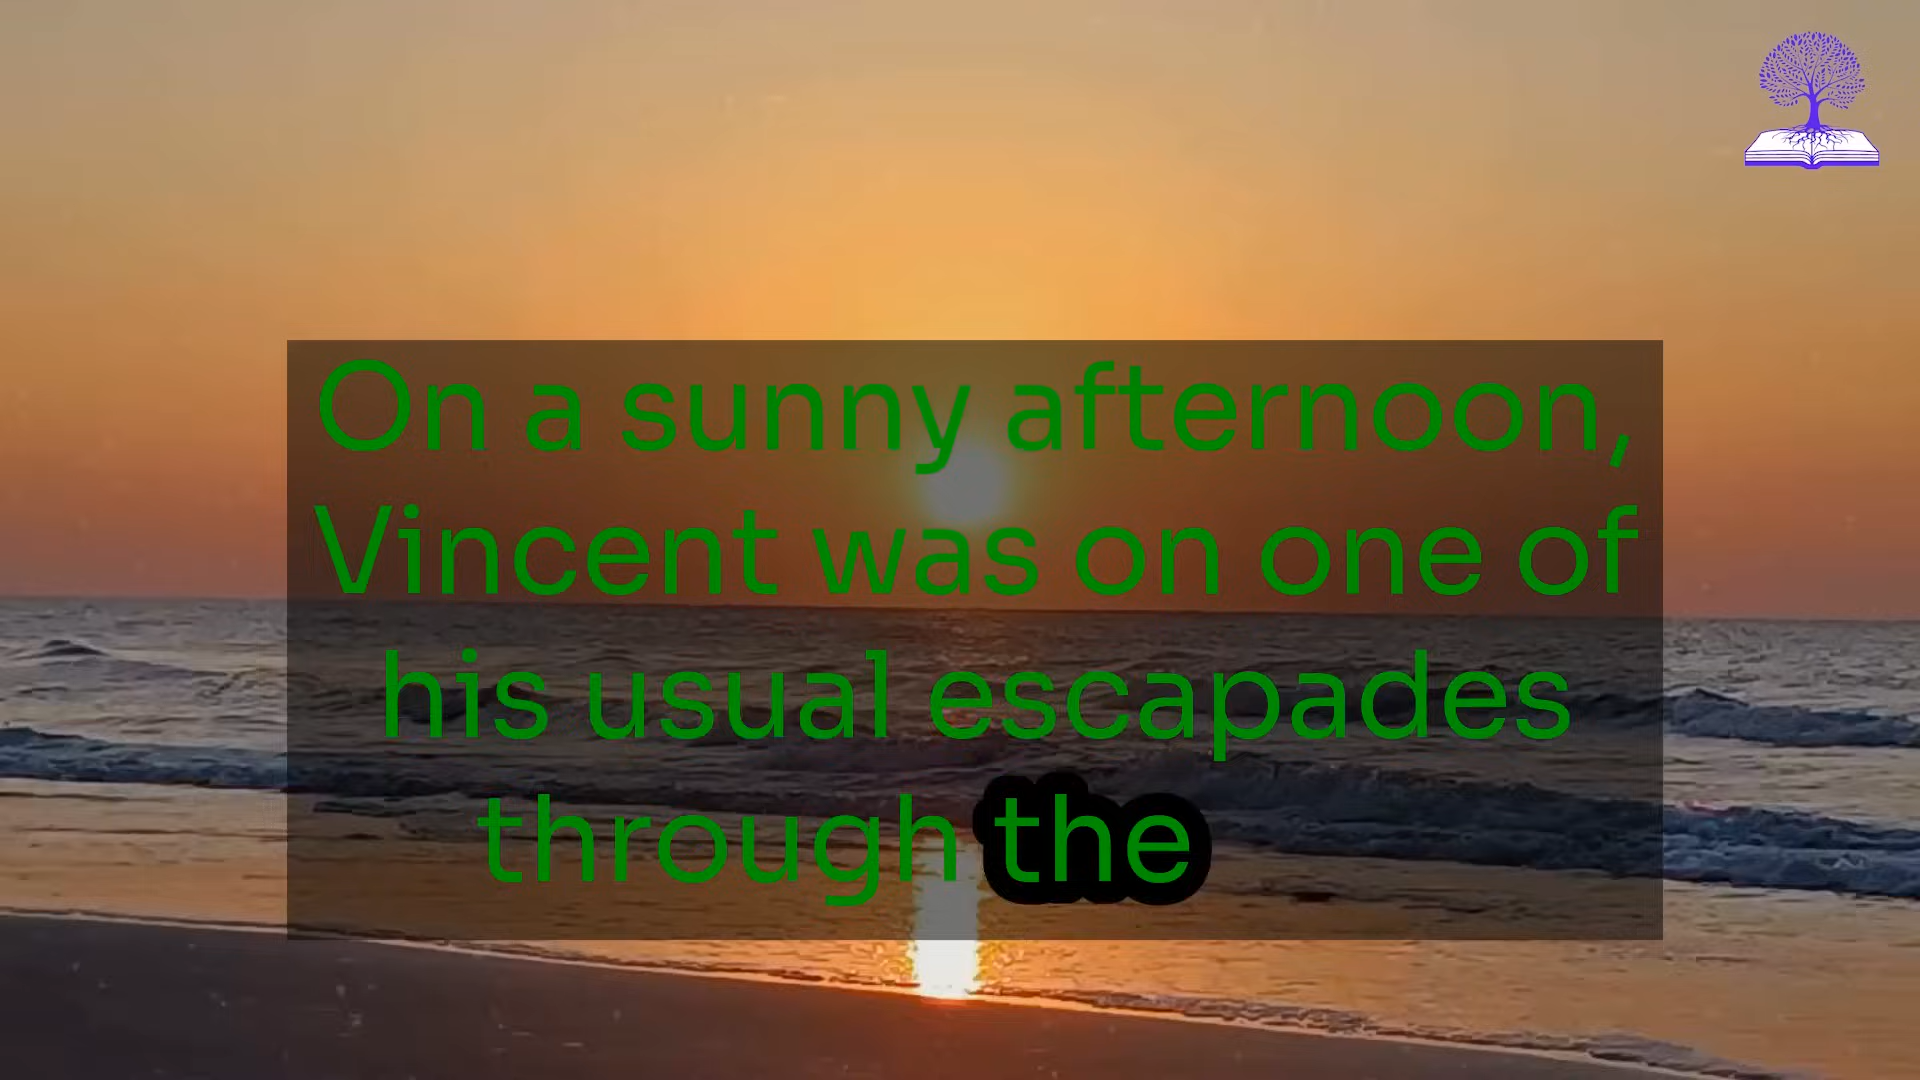 On a sunny afternoon,
Vincent was on one of
his usual escapades
through the